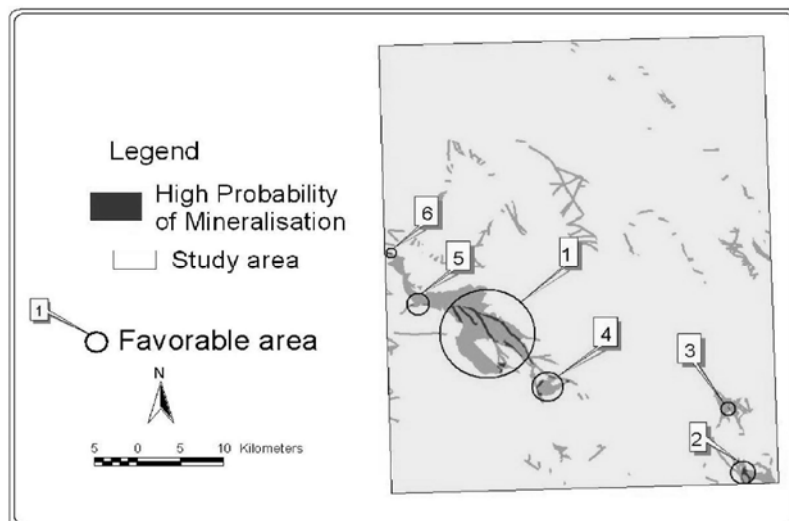 Legend
High Probability
of Mineralisation
Study area
1
Favorable area
N
5 0 5 10 Kilometers
6
5
1
4
3
2